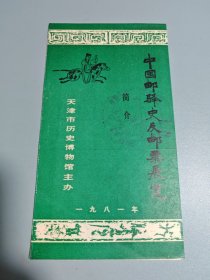 中国邮驿史及邮票展览
简介
天津市历史博物馆主办
一九八一年